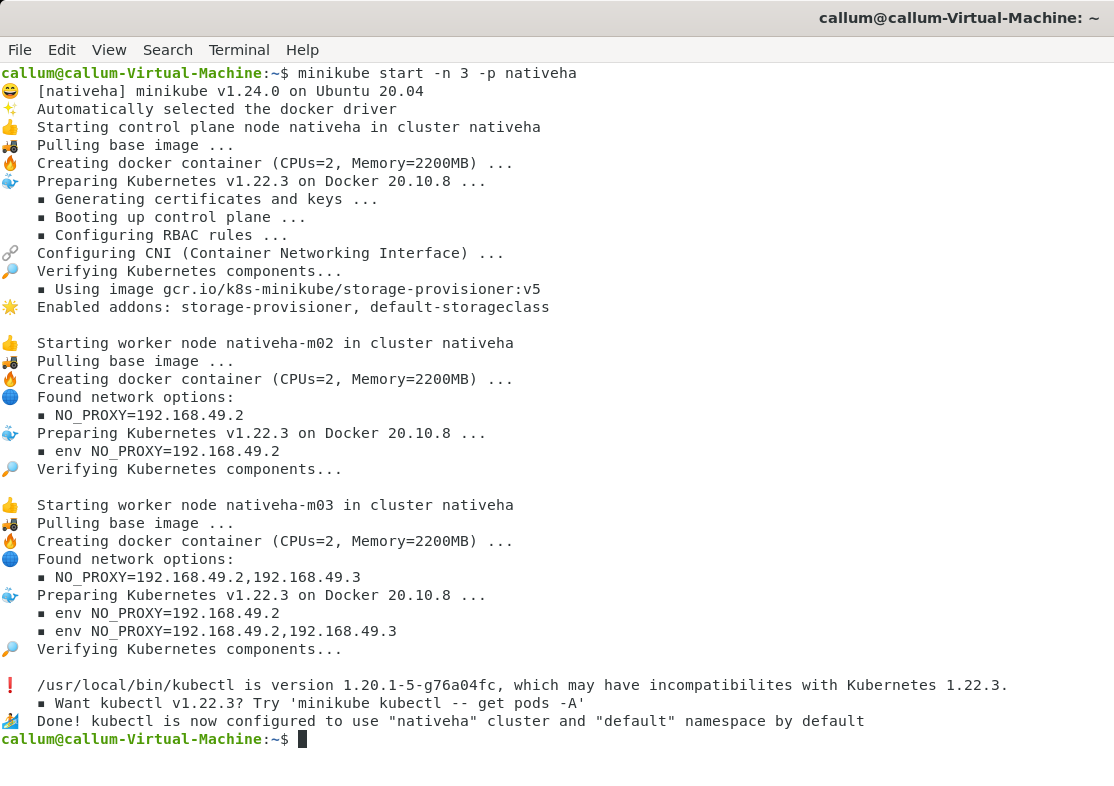 callum@callum-Virtual-Machine: ~
File Edit View Search Terminal Help
callum@callum-Virtual-Machine:~$ minikube start -n 3 -p nativeha
😄 [nativeha] minikube v1.24.0 on Ubuntu 20.04
✨ Automatically selected the docker driver
👍 Starting control plane node nativeha in cluster nativeha
🚜 Pulling base image ...
🔥 Creating docker container (CPUs=2, Memory=2200MB) ...
🐳 Preparing Kubernetes v1.22.3 on Docker 20.10.8 ...
▪ Generating certificates and keys ...
▪ Booting up control plane ...
▪ Configuring RBAC rules ...
🔗 Configuring CNI (Container Networking Interface) ...
🔎 Verifying Kubernetes components...
▪ Using image gcr.io/k8s-minikube/storage-provisioner:v5
🌟 Enabled addons: storage-provisioner, default-storageclass
👍 Starting worker node nativeha-m02 in cluster nativeha
🚜 Pulling base image ...
🔥 Creating docker container (CPUs=2, Memory=2200MB) ...
🌐 Found network options:
▪ NO_PROXY=192.168.49.2
🐳 Preparing Kubernetes v1.22.3 on Docker 20.10.8 ...
▪ env NO_PROXY=192.168.49.2
🔎 Verifying Kubernetes components...
👍 Starting worker node nativeha-m03 in cluster nativeha
🚜 Pulling base image ...
🔥 Creating docker container (CPUs=2, Memory=2200MB) ...
🌐 Found network options:
▪ NO_PROXY=192.168.49.2,192.168.49.3
🐳 Preparing Kubernetes v1.22.3 on Docker 20.10.8 ...
▪ env NO_PROXY=192.168.49.2
▪ env NO_PROXY=192.168.49.2,192.168.49.3
🔎 Verifying Kubernetes components...
❗ /usr/local/bin/kubectl is version 1.20.1-5-g76a04fc, which may have incompatibilites with Kubernetes 1.22.3.
▪ Want kubectl v1.22.3? Try 'minikube kubectl -- get pods -A'
🏄 Done! kubectl is now configured to use "nativeha" cluster and "default" namespace by default
callum@callum-Virtual-Machine:~$